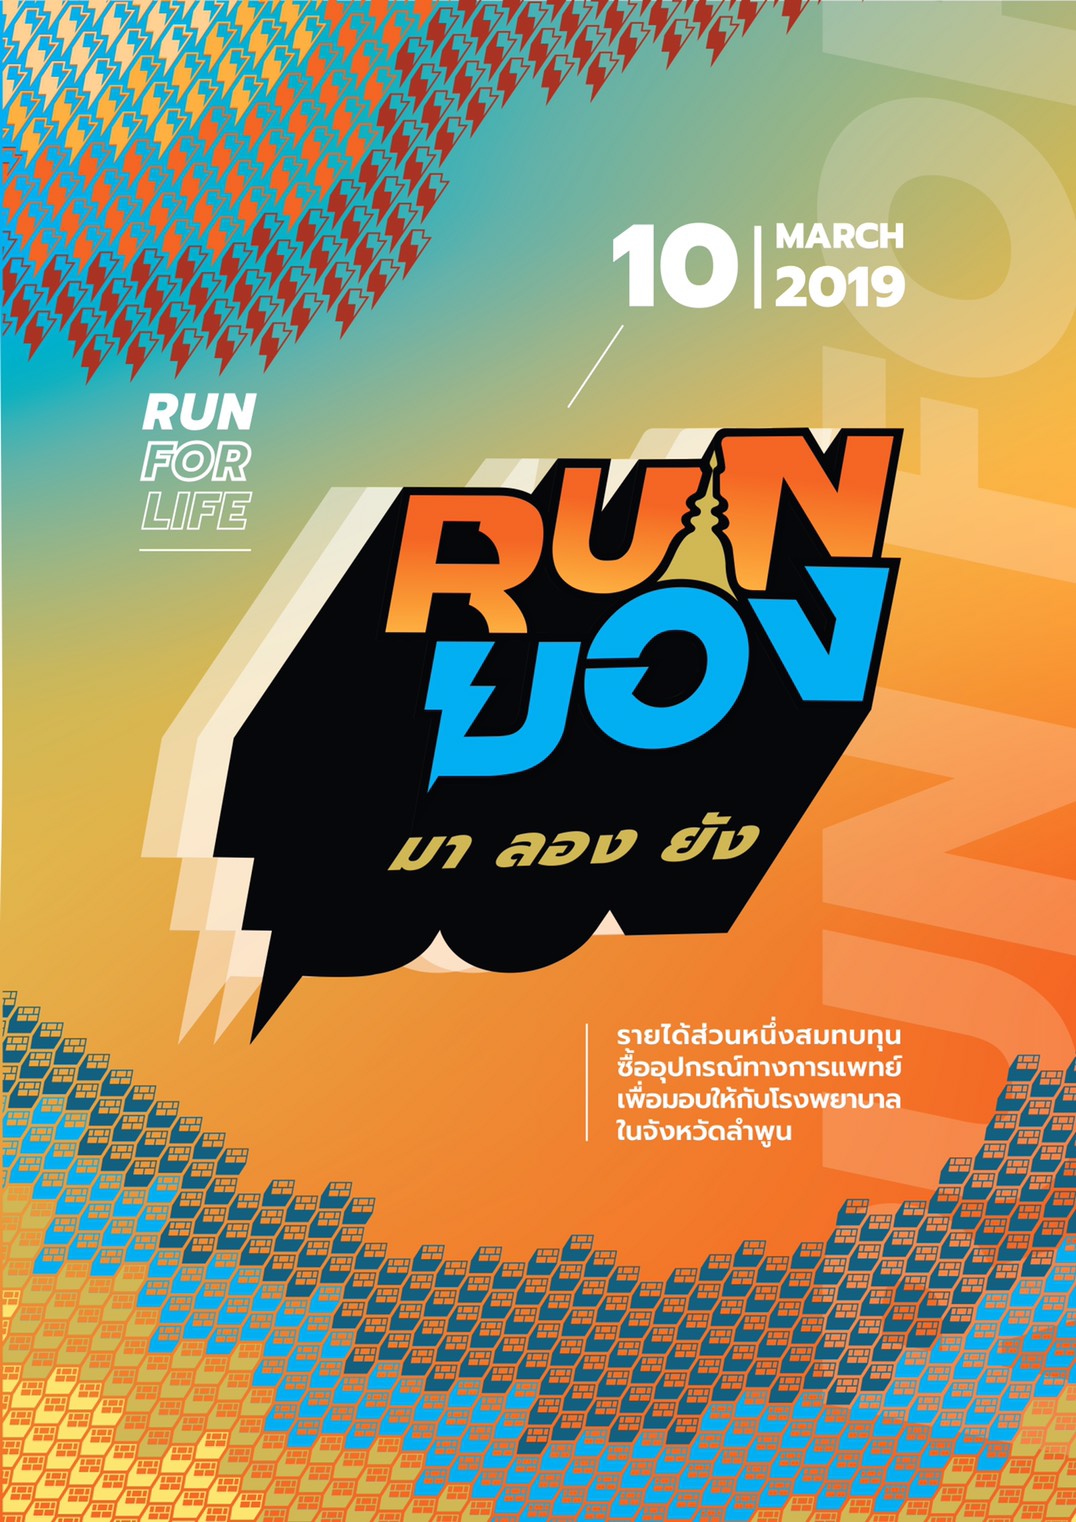 10 MARCH
2019
RUN
FOR
LIFE
RUN
ยอง
มา ลอง ยัง
รายได้ส่วนหนึ่งสมทบทุน
ซื้ออุปกรณ์ทางการแพทย์
เพื่อมอบให้กับโรงพยาบาล
ในจังหวัดลำพูน